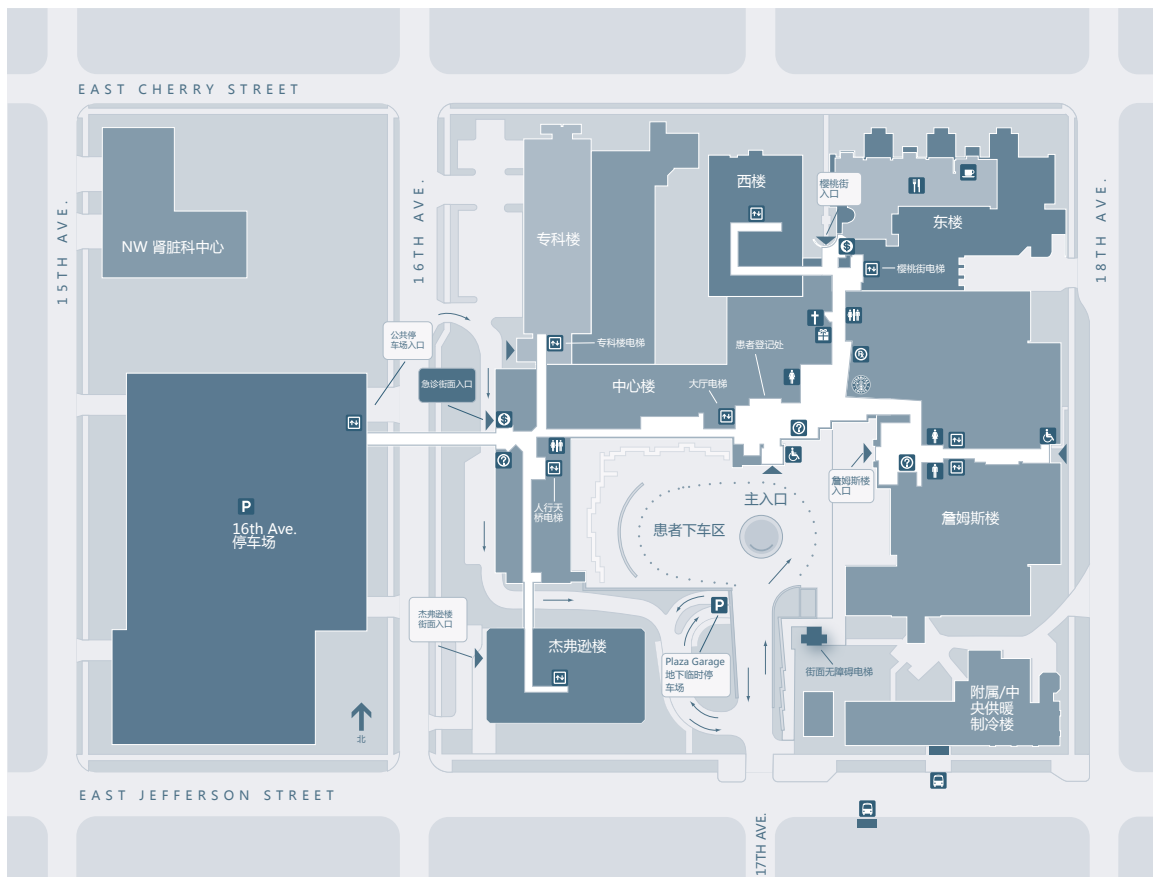 EAST CHERRY STREET
15TH AVE.
16TH AVE.
18TH AVE.
NW 肾脏科中心
专科楼
西楼
樱桃街
入口
东楼
樱桃街电梯
公共停
车场入口
专科楼电梯
患者登记处
急诊街面入口
中心楼
大厅电梯
P
16th Ave.
停车场
人行天
桥电梯
主入口
患者下车区
詹姆斯楼
入口
詹姆斯楼
杰弗逊楼
街面入口
杰弗逊楼
P
Plaza Garage
地下临时停
车场
街面无障碍电梯
附属/中
央供暖
制冷楼
北
EAST JEFFERSON STREET
17TH AVE.